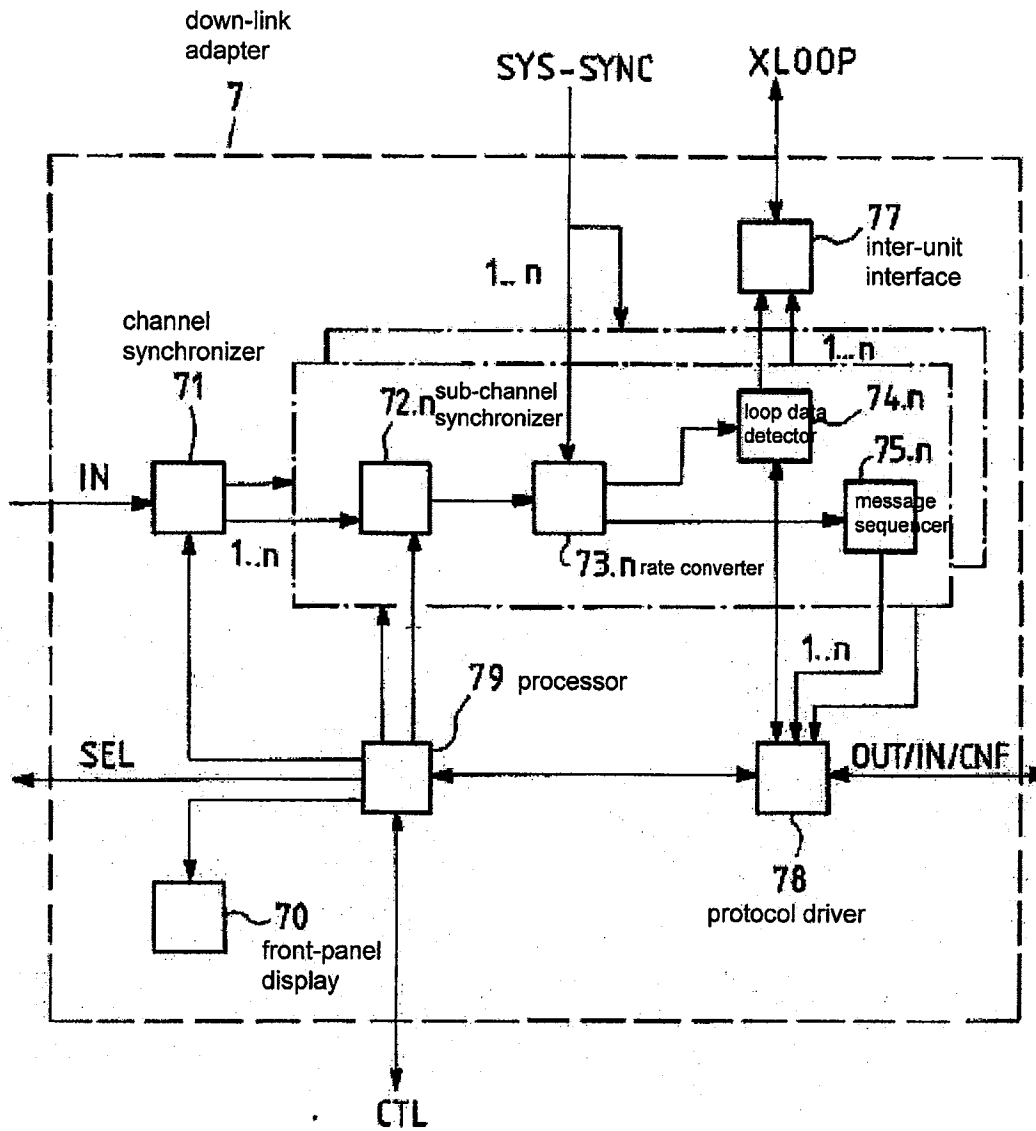 down-link
adapter
7
SYS-SYNC
XLOOP
77
inter-unit
interface
1... n
channel
synchronizer
71
1...n
72.n
sub-channel
synchronizer
loop data
detector
74.n
75.n
message
sequencer
IN
1..n
73.n rate converter
1..n
79 processor
SEL
OUT/IN/CNF
78
protocol driver
70
front-panel
display
CTL